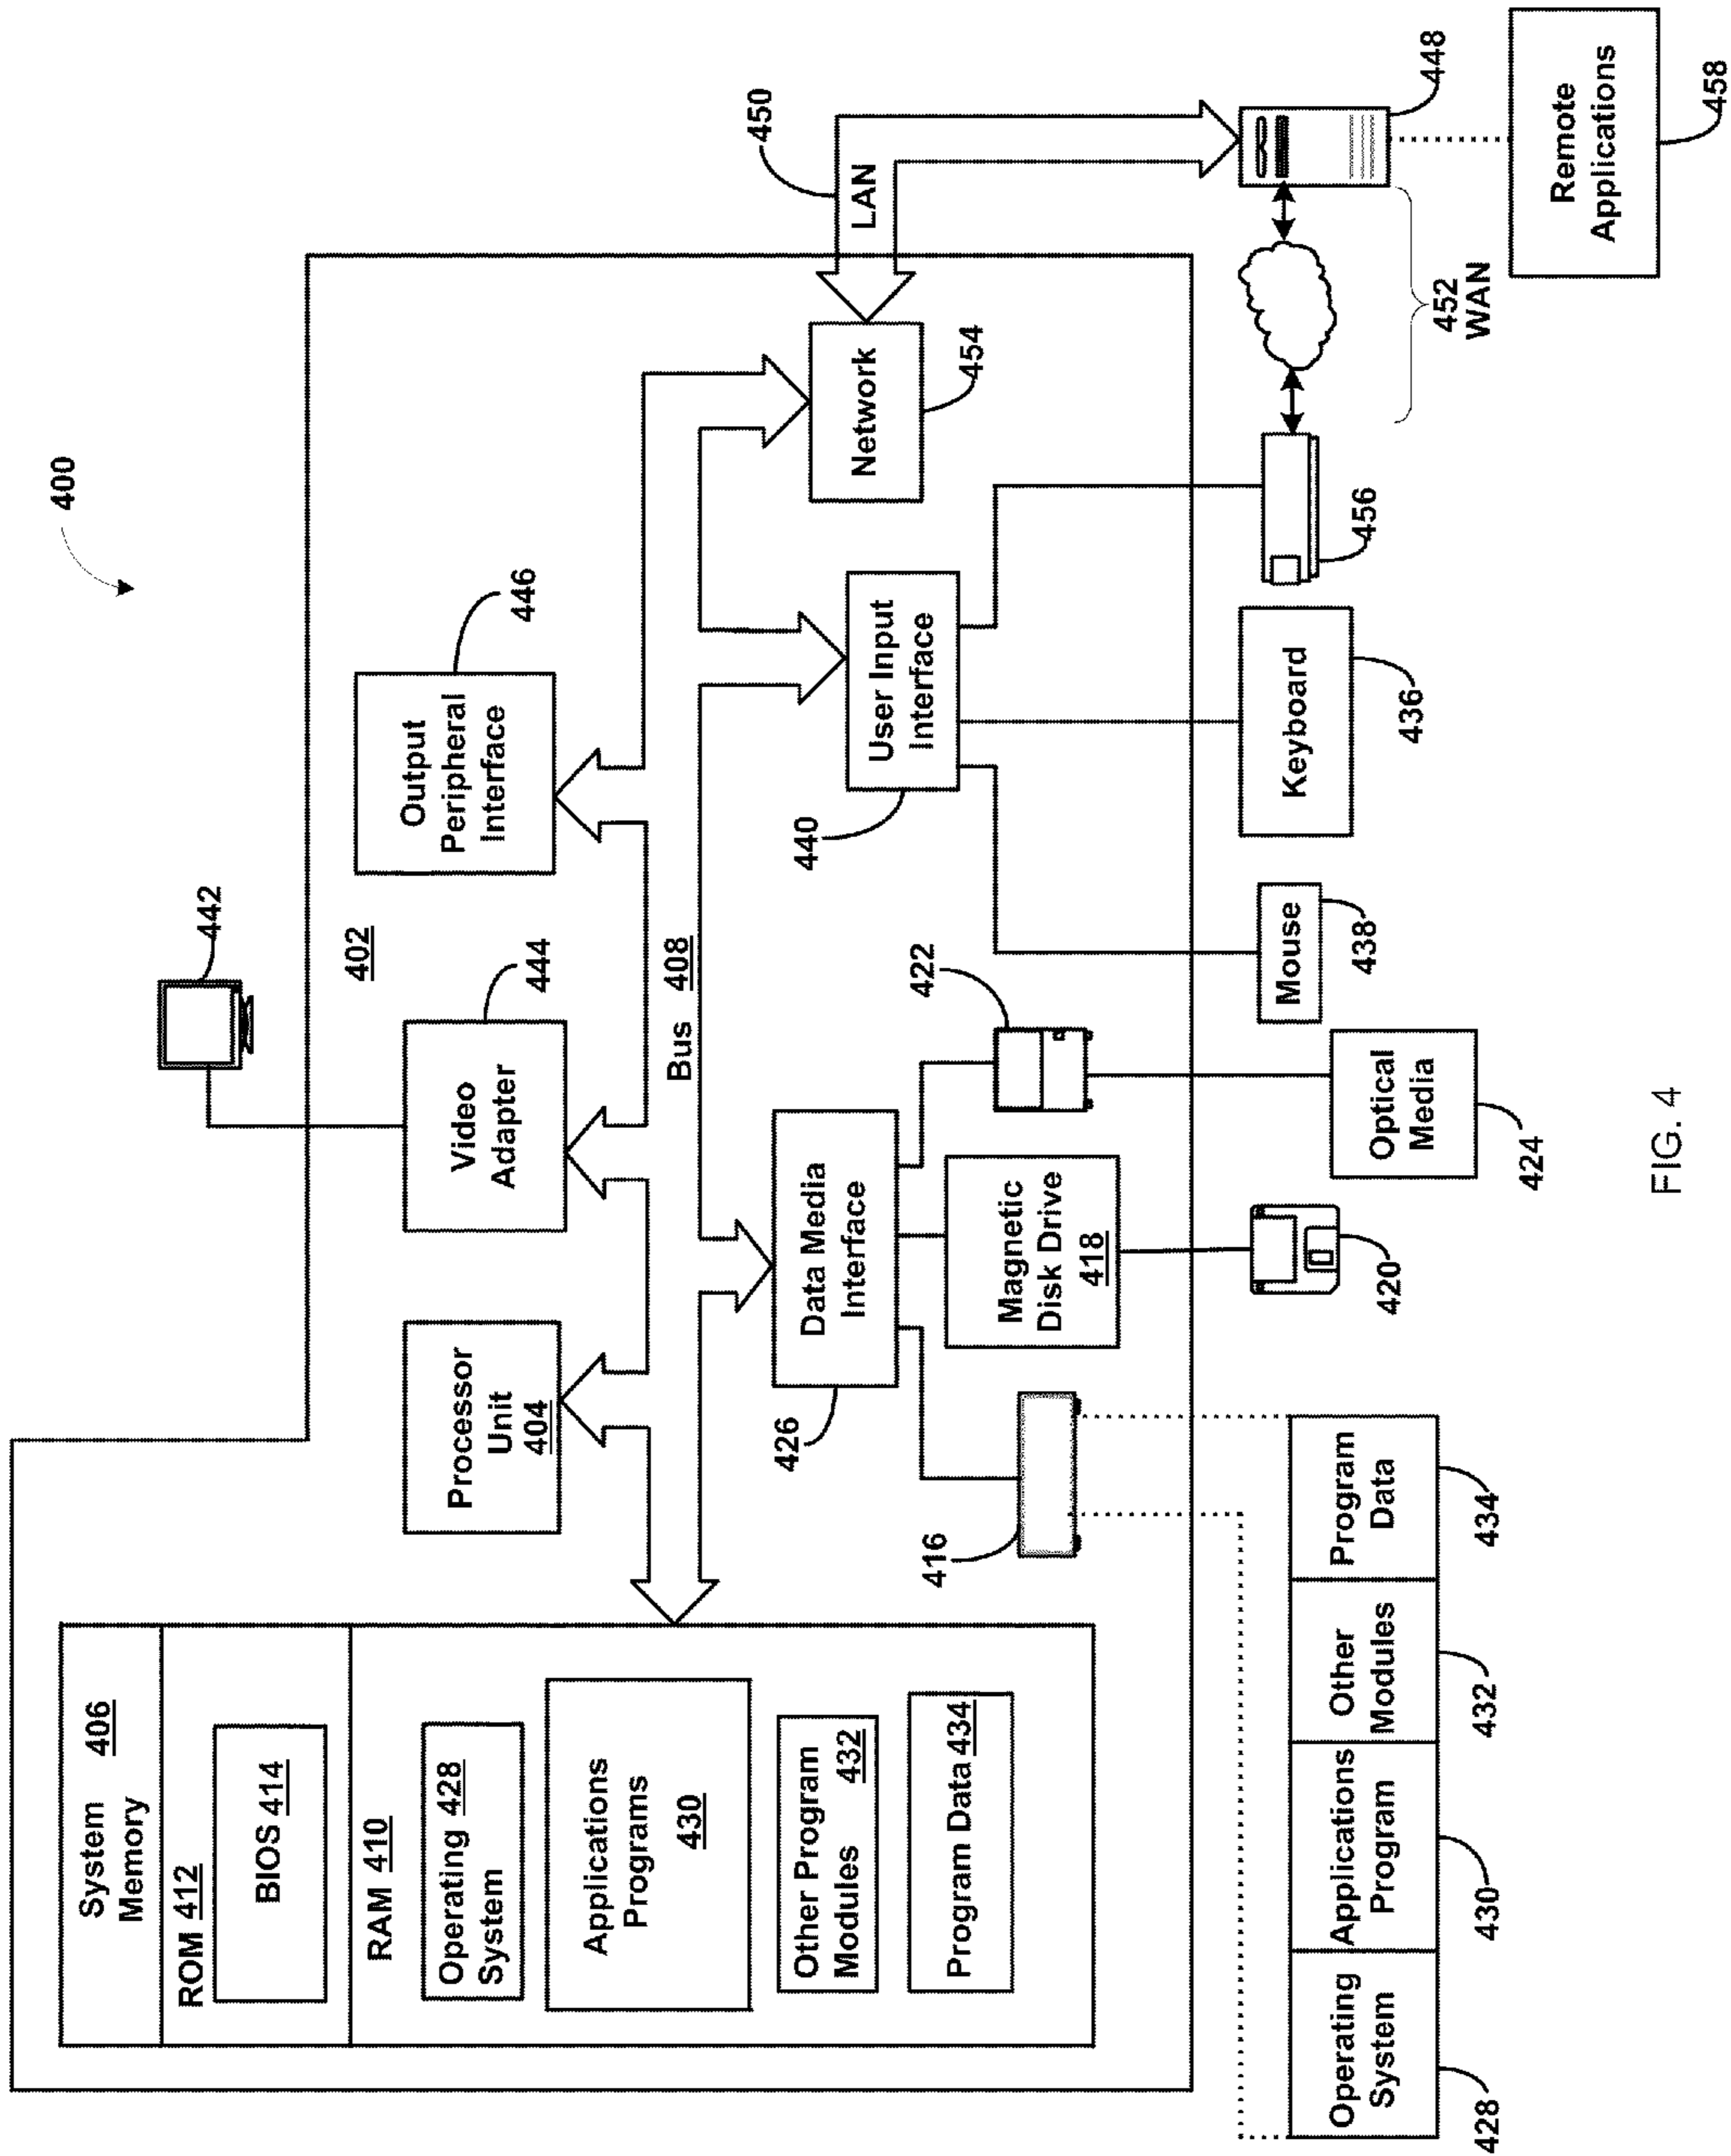 400
System 406
Memory
ROM 412
BIOS 414
RAM 410
Operating 428
System
Applications
Programs
430
Other Program
Modules 432
Program Data 434
Processor
Unit
404
Video
Adapter
444
442
402
Output
Peripheral
Interface
446
Bus 408
Data Media
Interface
426
User Input
Interface
440
Network
454
LAN
450
416
Magnetic
Disk Drive
418
422
420
Optical
Media
424
Mouse
438
Keyboard
436
456
452
WAN
448
Remote
Applications
458
Operating
System
428
Applications
Program
430
Other
Modules
432
Program
Data
434
FIG. 4